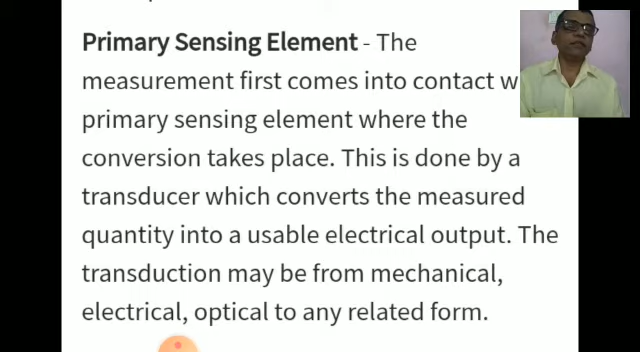 Primary Sensing Element - The
measurement first comes into contact
primary sensing element where the
conversion takes place. This is done by a
transducer which converts the measured
quantity into a usable electrical output. The
transduction may be from mechanical,
electrical, optical to any related form.